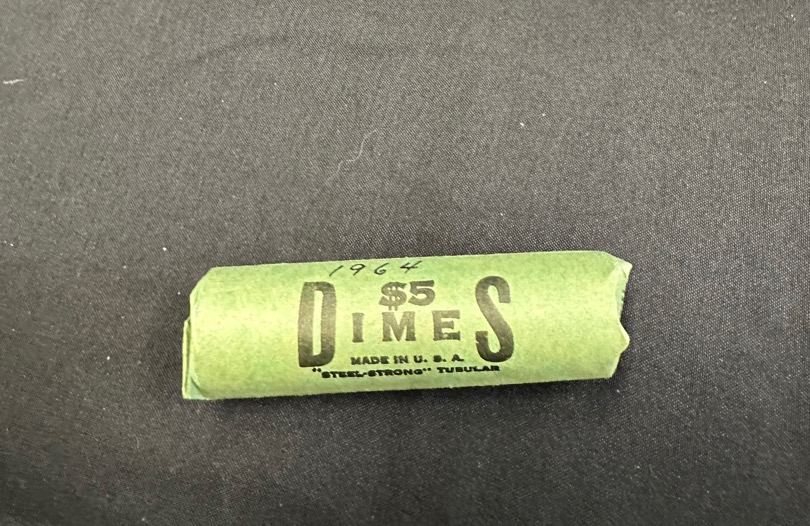 1964
$5
DIMES
MADE IN U. S. A.
"STEEL-STRONG" TUBULAR